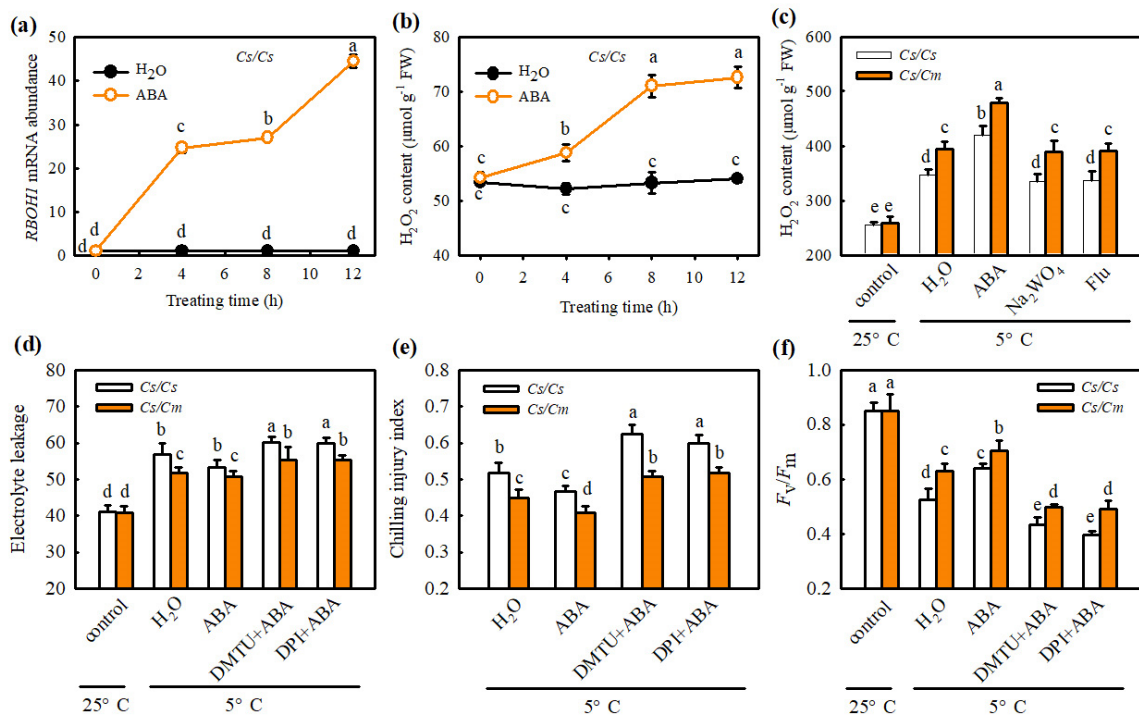 (a)
50
40
30
20
10
0
RBOH1 mRNA abundance
Cs/Cs
H₂O
ABA
a
b
c
d
d
d
d
d
0 2 4 6 8 10 12
Treating time (h)
(b)
80
70
60
50
40
H₂O₂ content (μmol g⁻¹ FW)
Cs/Cs
H₂O
ABA
a
a
b
c
c
c
c
c
0 2 4 6 8 10 12
Treating time (h)
(c)
600
500
400
300
200
H₂O₂ content (μmol g⁻¹ FW)
Cs/Cs
Cs/Cm
e e d c b a d c d c
control
H₂O
ABA
Na₂WO₄
Flu
25° C
5° C
(d)
80
70
60
50
40
30
20
Electrolyte leakage
Cs/Cs
Cs/Cm
d d b c c c a b a b
control
H₂O
ABA
DMTU+ABA
DPI+ABA
25° C
5° C
(e)
0.8
0.7
0.6
0.5
0.4
0.3
0.2
Chilling injury index
Cs/Cs
Cs/Cm
b c c d a b a b
H₂O
ABA
DMTU+ABA
DPI+ABA
5° C
(f)
1.0
0.8
0.6
0.4
0.2
Fv/Fm
Cs/Cs
Cs/Cm
a a d c c b e d e d
control
H₂O
ABA
DMTU+ABA
DPI+ABA
25° C
5° C